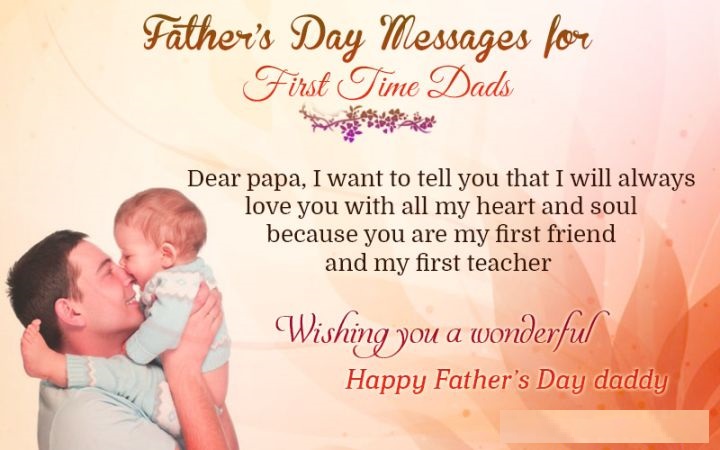 Father's Day Messages for
First Time Dads
Dear papa, I want to tell you that I will always
love you with all my heart and soul
because you are my first friend
and my first teacher
Wishing you a wonderful
Happy Father's Day daddy